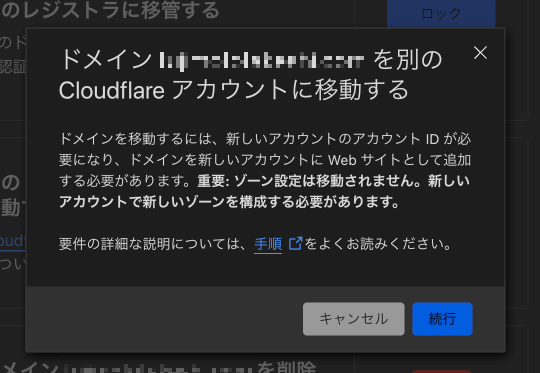 のレジストラに移管する
ロック
のド
認証
ドメイン を別の
Cloudflare アカウントに移動する
ドメインを移動するには、新しいアカウントのアカウント ID が必
要になり、ドメインを新しいアカウントに Web サイトとして追加
する必要があります。重要: ゾーン設定は移動されません。新しい
アカウントで新しいゾーンを構成する必要があります。
の
動す
oudf
つい
要件の詳細な説明については、手順 をよくお読みください。
キャンセル
続行
メイン を削除